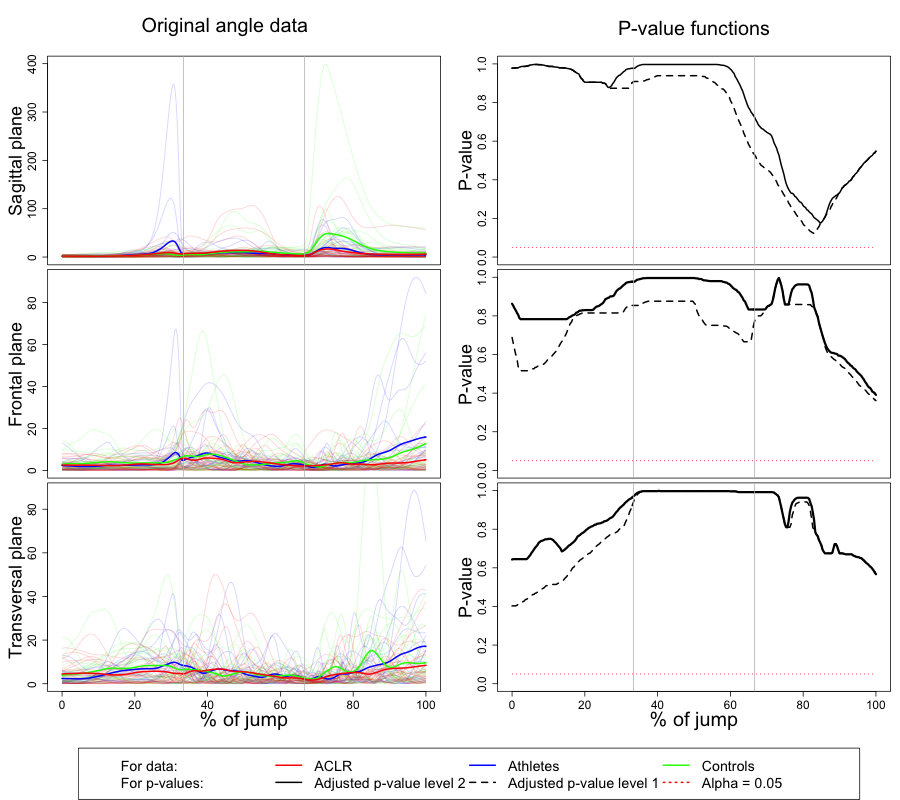 Original angle data
P-value functions
Sagittal plane
0
100
200
300
400
P-value
0.0
0.2
0.4
0.6
0.8
1.0
Frontal plane
0
20
40
60
80
P-value
0.0
0.2
0.4
0.6
0.8
1.0
Transversal plane
0
20
40
60
80
P-value
0.0
0.2
0.4
0.6
0.8
1.0
0 20 40 60 80 100
% of jump
0 20 40 60 80 100
% of jump
For data: ACLR Athletes Controls
For p-values: Adjusted p-value level 2 Adjusted p-value level 1 Alpha = 0.05